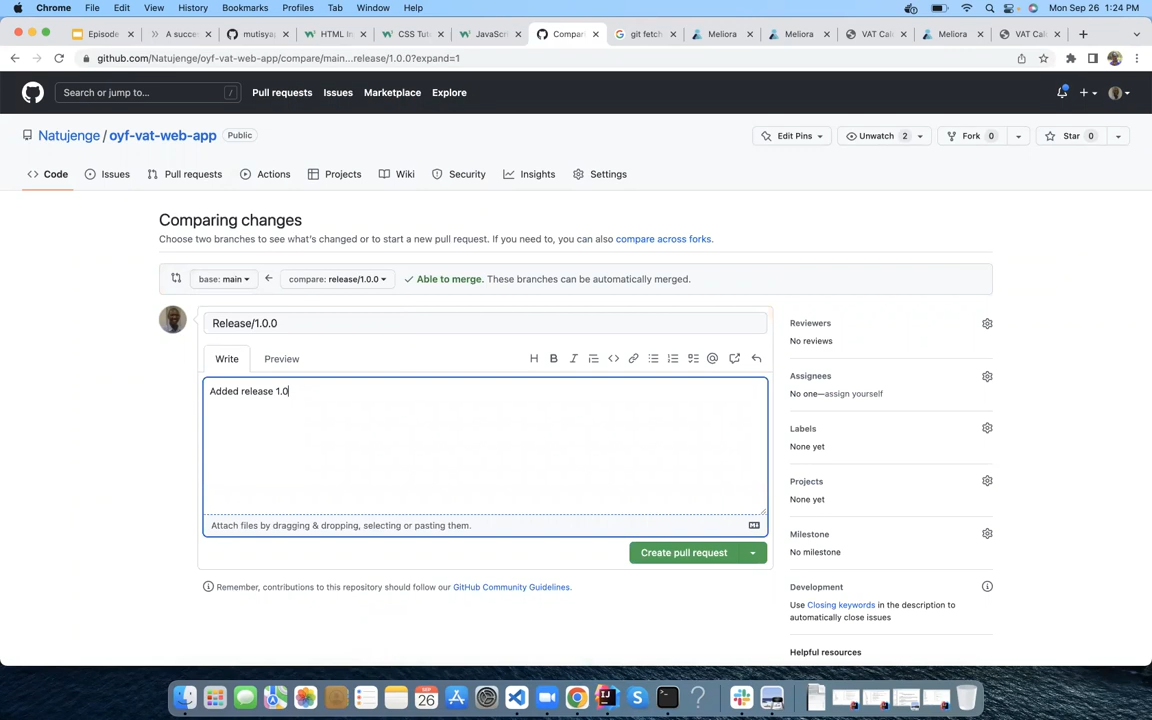 Chrome File Edit View History Bookmarks Profiles Tab Window Help Mon Sep 26 1:24 PM
Episode A succe mutisya HTML In CSS Tut JavaScri Compari git fetch Meliora Meliora VAT Calc Meliora VAT Calc
github.com/Natujenge/oyf-vat-web-app/compare/main...release/1.0.0?expand=1
Search or jump to... / Pull requests Issues Marketplace Explore
Natujenge / oyf-vat-web-app Public Edit Pins Unwatch 2 Fork 0 Star 0
Code Issues Pull requests Actions Projects Wiki Security Insights Settings
Comparing changes
Choose two branches to see what's changed or to start a new pull request. If you need to, you can also compare across forks.
base: main compare: release/1.0.0 Able to merge. These branches can be automatically merged.
Release/1.0.0
Write Preview
Added release 1.0
Attach files by dragging & dropping, selecting or pasting them.
Create pull request
Remember, contributions to this repository should follow our GitHub Community Guidelines.
Reviewers
No reviews
Assignees
No one—assign yourself
Labels
None yet
Projects
None yet
Milestone
No milestone
Development
Use Closing keywords in the description to
automatically close issues
Helpful resources
SEP
26